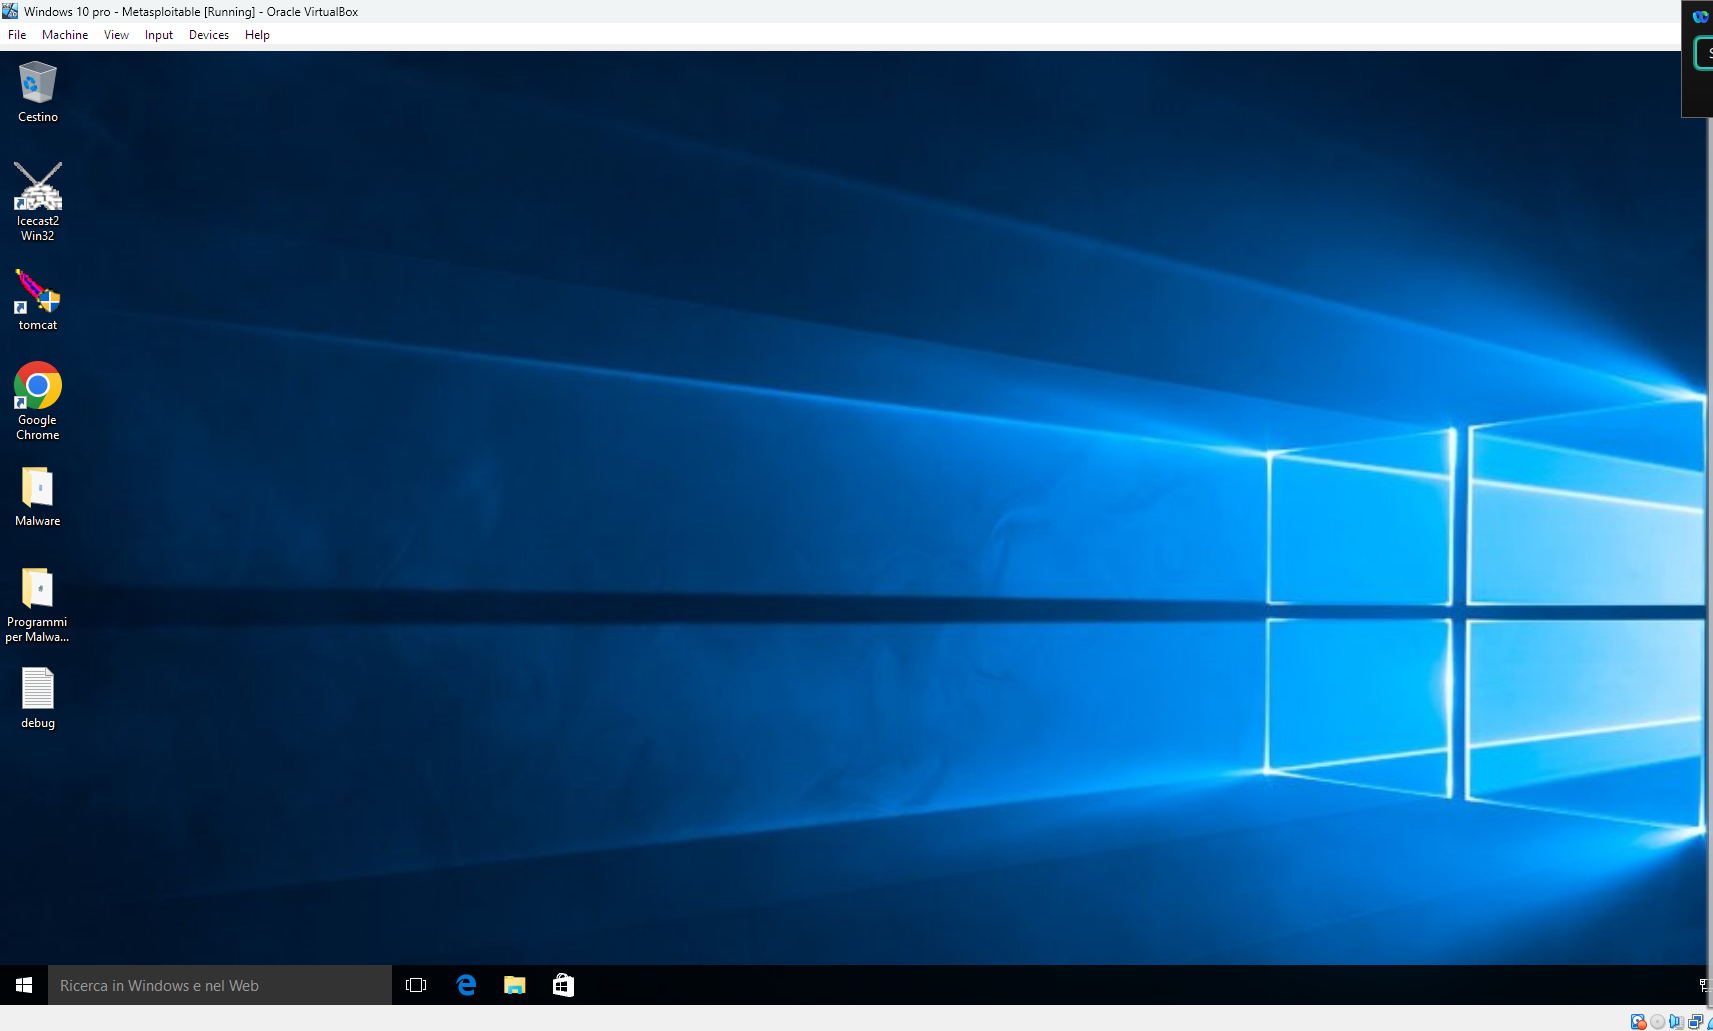 Windows 10 pro - Metasploitable [Running] - Oracle VirtualBox
File Machine View Input Devices Help
Cestino
Icecast2
Win32
tomcat
Google
Chrome
Malware
Programmi
per Malwa...
debug
Ricerca in Windows e nel Web